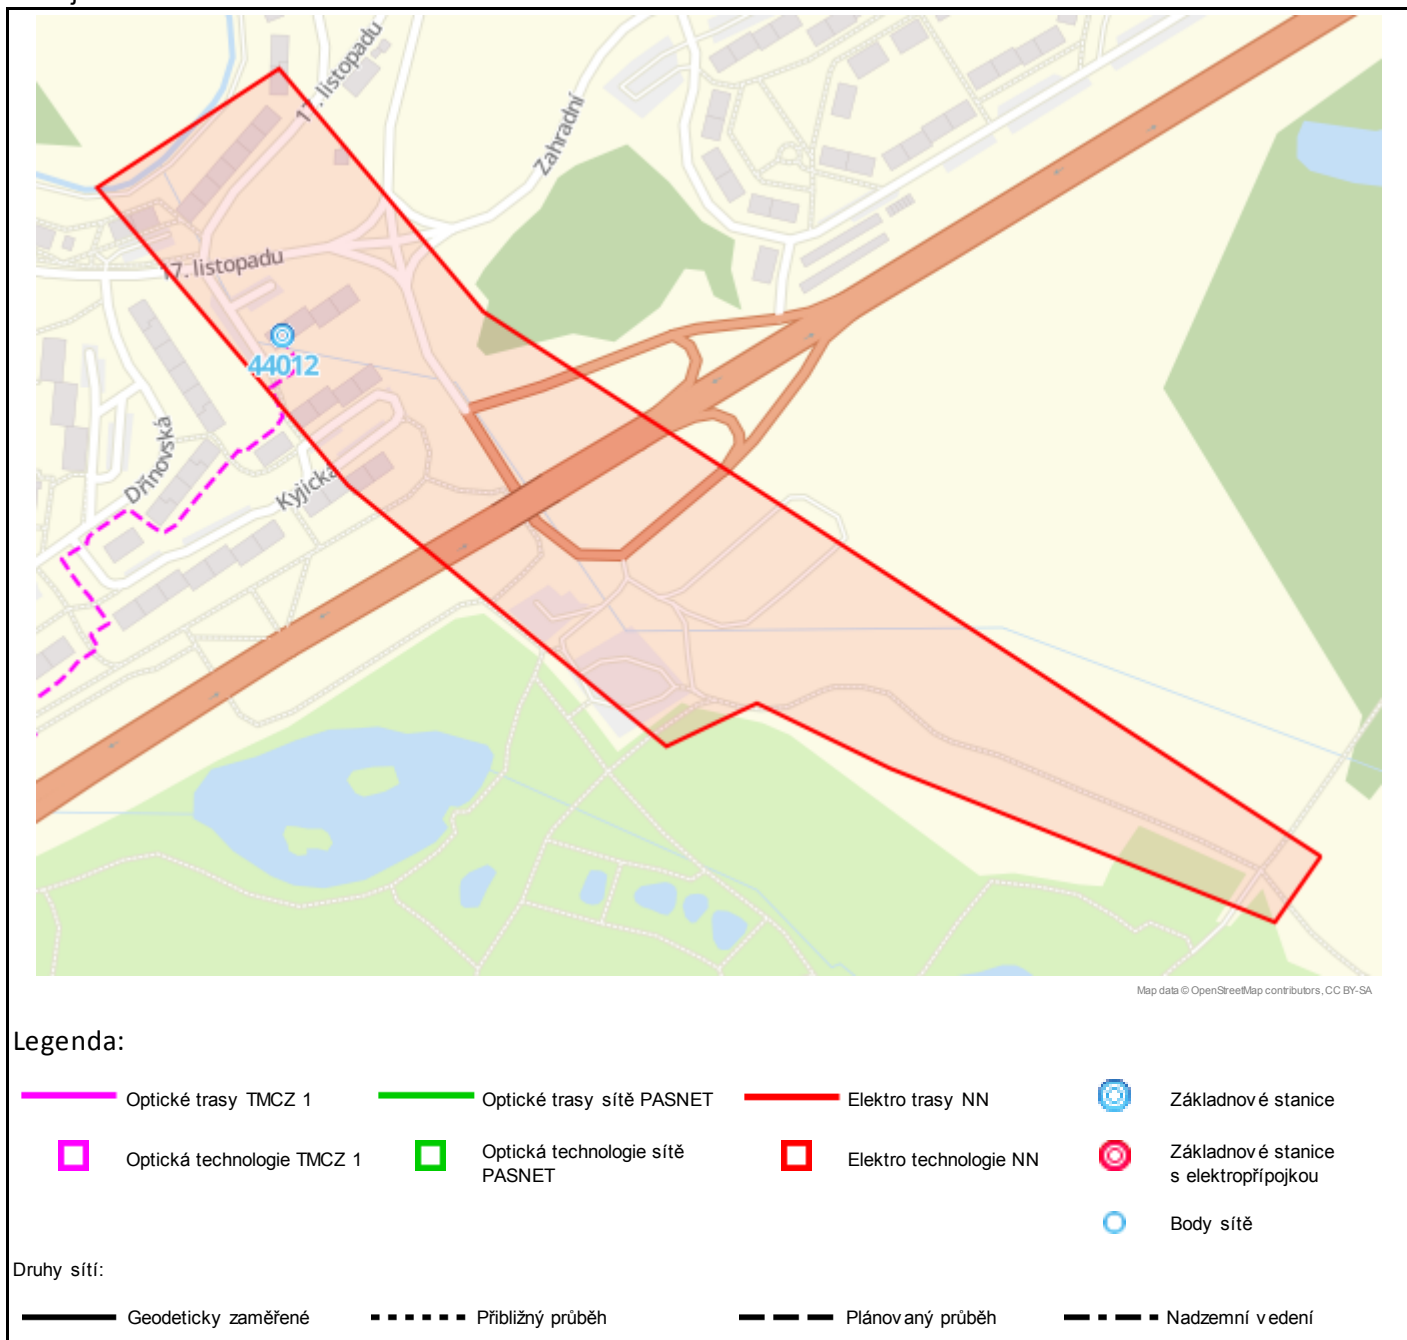 17. listopadu
Zahradní
17. listopadu
44012
Dřínovská
Kyjická
Map data © OpenStreetMap contributors, CC BY-SA
Legenda:
Optické trasy TMCZ 1
Optické trasy sítě PASNET
Elektro trasy NN
Základnové stanice
Optická technologie TMCZ 1
Optická technologie sítě
PASNET
Elektro technologie NN
Základnové stanice
s elektropřípojkou
Body sítě
Druhy sítí:
Geodeticky zaměřené
Přibližný průběh
Plánovaný průběh
Nadzemní vedení